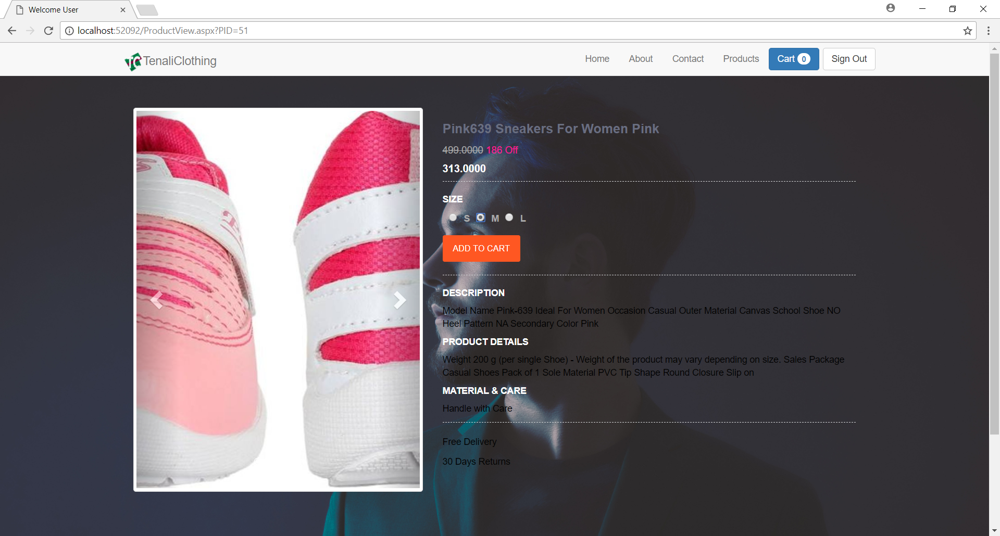 Welcome User
localhost:52092/ProductView.aspx?PID=51
TenaliClothing
Home About Contact Products Cart 0 Sign Out
Pink639 Sneakers For Women Pink
499.0000 186 Off
313.0000
SIZE
S M L
ADD TO CART
DESCRIPTION
Model Name Pink-639 Ideal For Women Occasion Casual Outer Material Canvas School Shoe NO
Heel Pattern NA Secondary Color Pink
PRODUCT DETAILS
Weight 200 g (per single Shoe) - Weight of the product may vary depending on size. Sales Package
Casual Shoes Pack of 1 Sole Material PVC Tip Shape Round Closure Slip on
MATERIAL & CARE
Handle with Care
Free Delivery
30 Days Returns